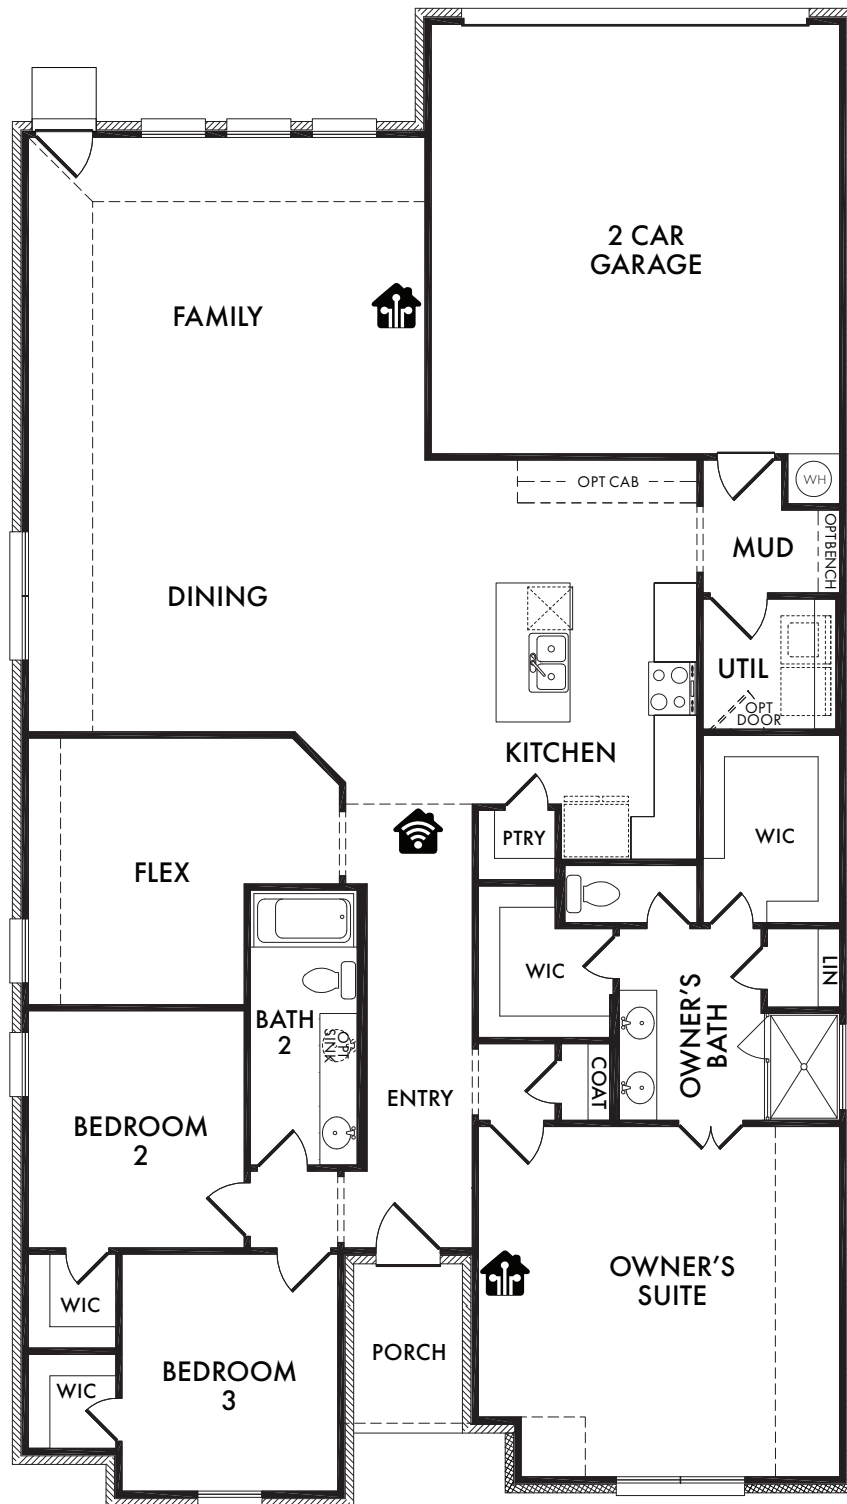 2 CAR
GARAGE
FAMILY
OPT CAB
WH
MUD
OPT BENCH
DINING
UTIL
OPT
DOOR
KITCHEN
PTRY
WIC
FLEX
WIC
LIN
OWNER'S
BATH
BATH
2
OPT
SINK
COAT
ENTRY
BEDROOM
2
OWNER'S
SUITE
WIC
PORCH
BEDROOM
3
WIC